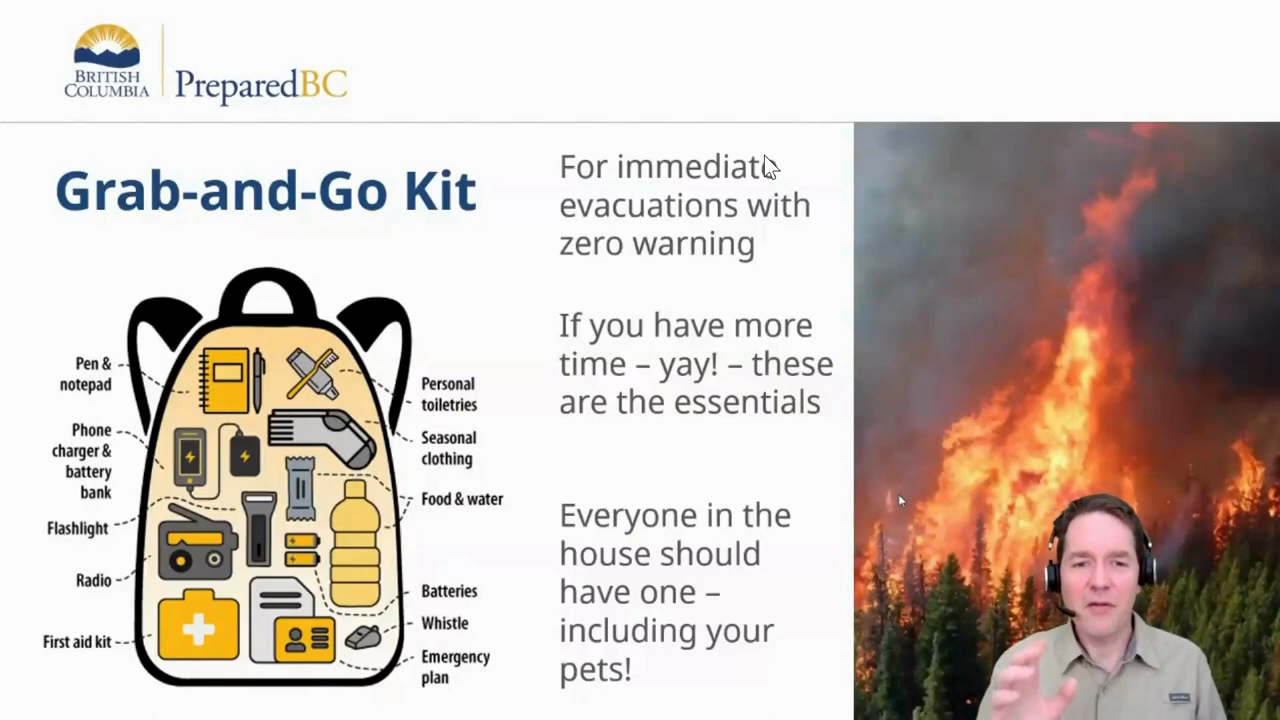 BRITISH
COLUMBIA
PreparedBC
Grab-and-Go Kit
Pen &
notepad
Phone
charger &
battery
bank
Flashlight
Radio
First aid kit
Personal
toiletries
Seasonal
clothing
Food & water
Batteries
Whistle
Emergency
plan
For immediate
evacuations with
zero warning
If you have more
time – yay! – these
are the essentials
Everyone in the
house should
have one –
including your
pets!